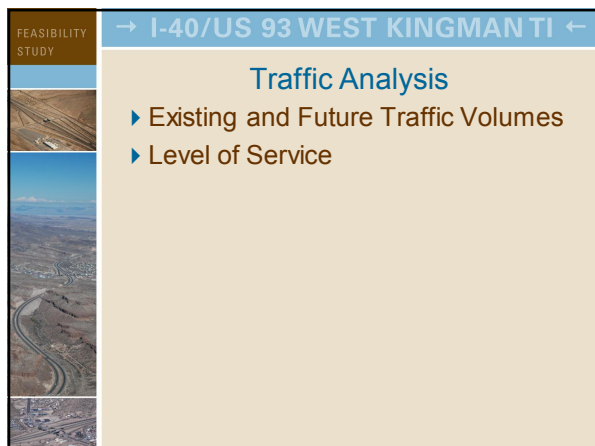 FEASIBILITY
STUDY
→ I-40/US 93 WEST KINGMAN TI ←
Traffic Analysis
Existing and Future Traffic Volumes
Level of Service